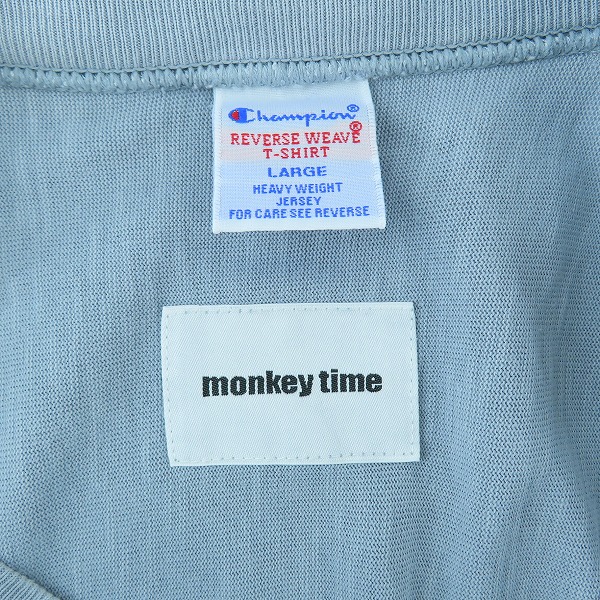 Champion®
REVERSE WEAVE®
T-SHIRT
LARGE
HEAVY WEIGHT
JERSEY
FOR CARE SEE REVERSE
monkey time